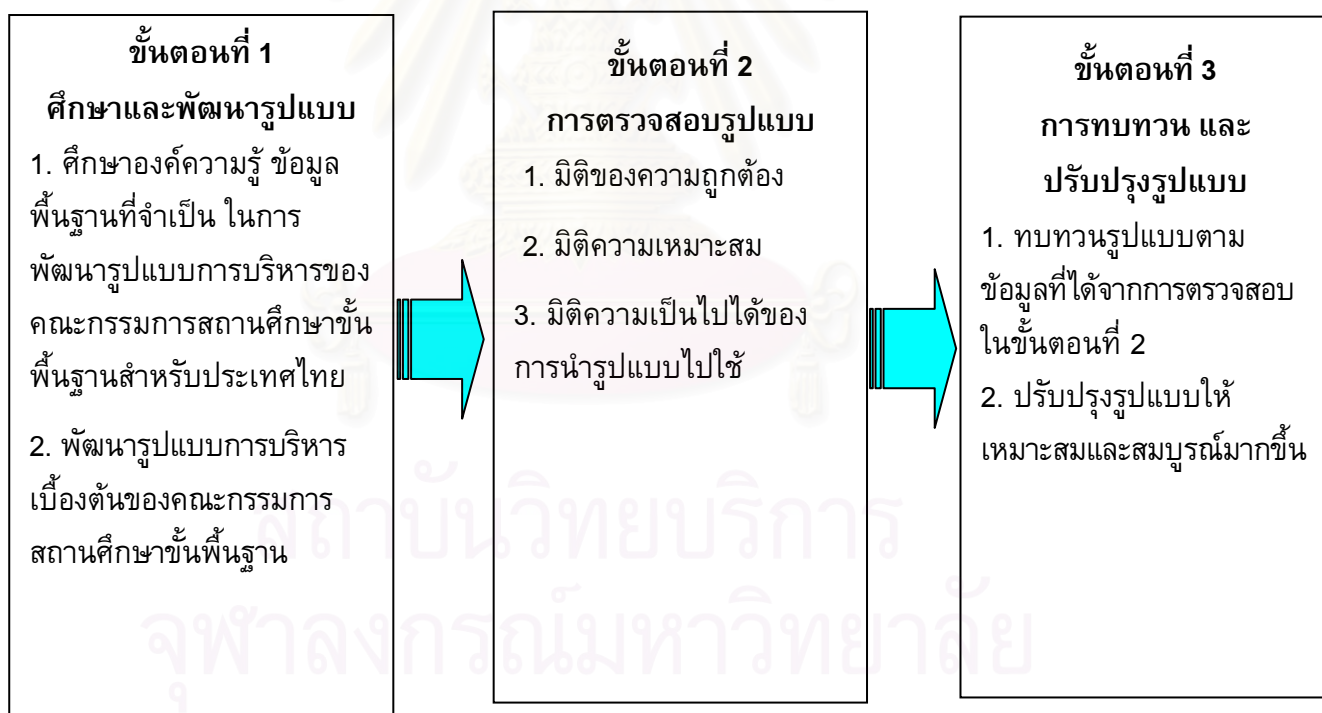 ขั้นตอนที่ 1
ศึกษาและพัฒนารูปแบบ
1. ศึกษาองค์ความรู้ ข้อมูล
พื้นฐานที่จำเป็น ในการ
พัฒนารูปแบบการบริหารของ
คณะกรรมการสถานศึกษาขั้น
พื้นฐานสำหรับประเทศไทย
2. พัฒนารูปแบบการบริหาร
เบื้องต้นของคณะกรรมการ
สถานศึกษาขั้นพื้นฐาน
ขั้นตอนที่ 2
การตรวจสอบรูปแบบ
1. มิติของความถูกต้อง
2. มิติความเหมาะสม
3. มิติความเป็นไปได้ของ
การนำรูปแบบไปใช้
ขั้นตอนที่ 3
การทบทวน และ
ปรับปรุงรูปแบบ
1. ทบทวนรูปแบบตาม
ข้อมูลที่ได้จากการตรวจสอบ
ในขั้นตอนที่ 2
2. ปรับปรุงรูปแบบให้
เหมาะสมและสมบูรณ์มากขึ้น
สถาบันวิทยบริการ
จุฬาลงกรณ์มหาวิทยาลัย